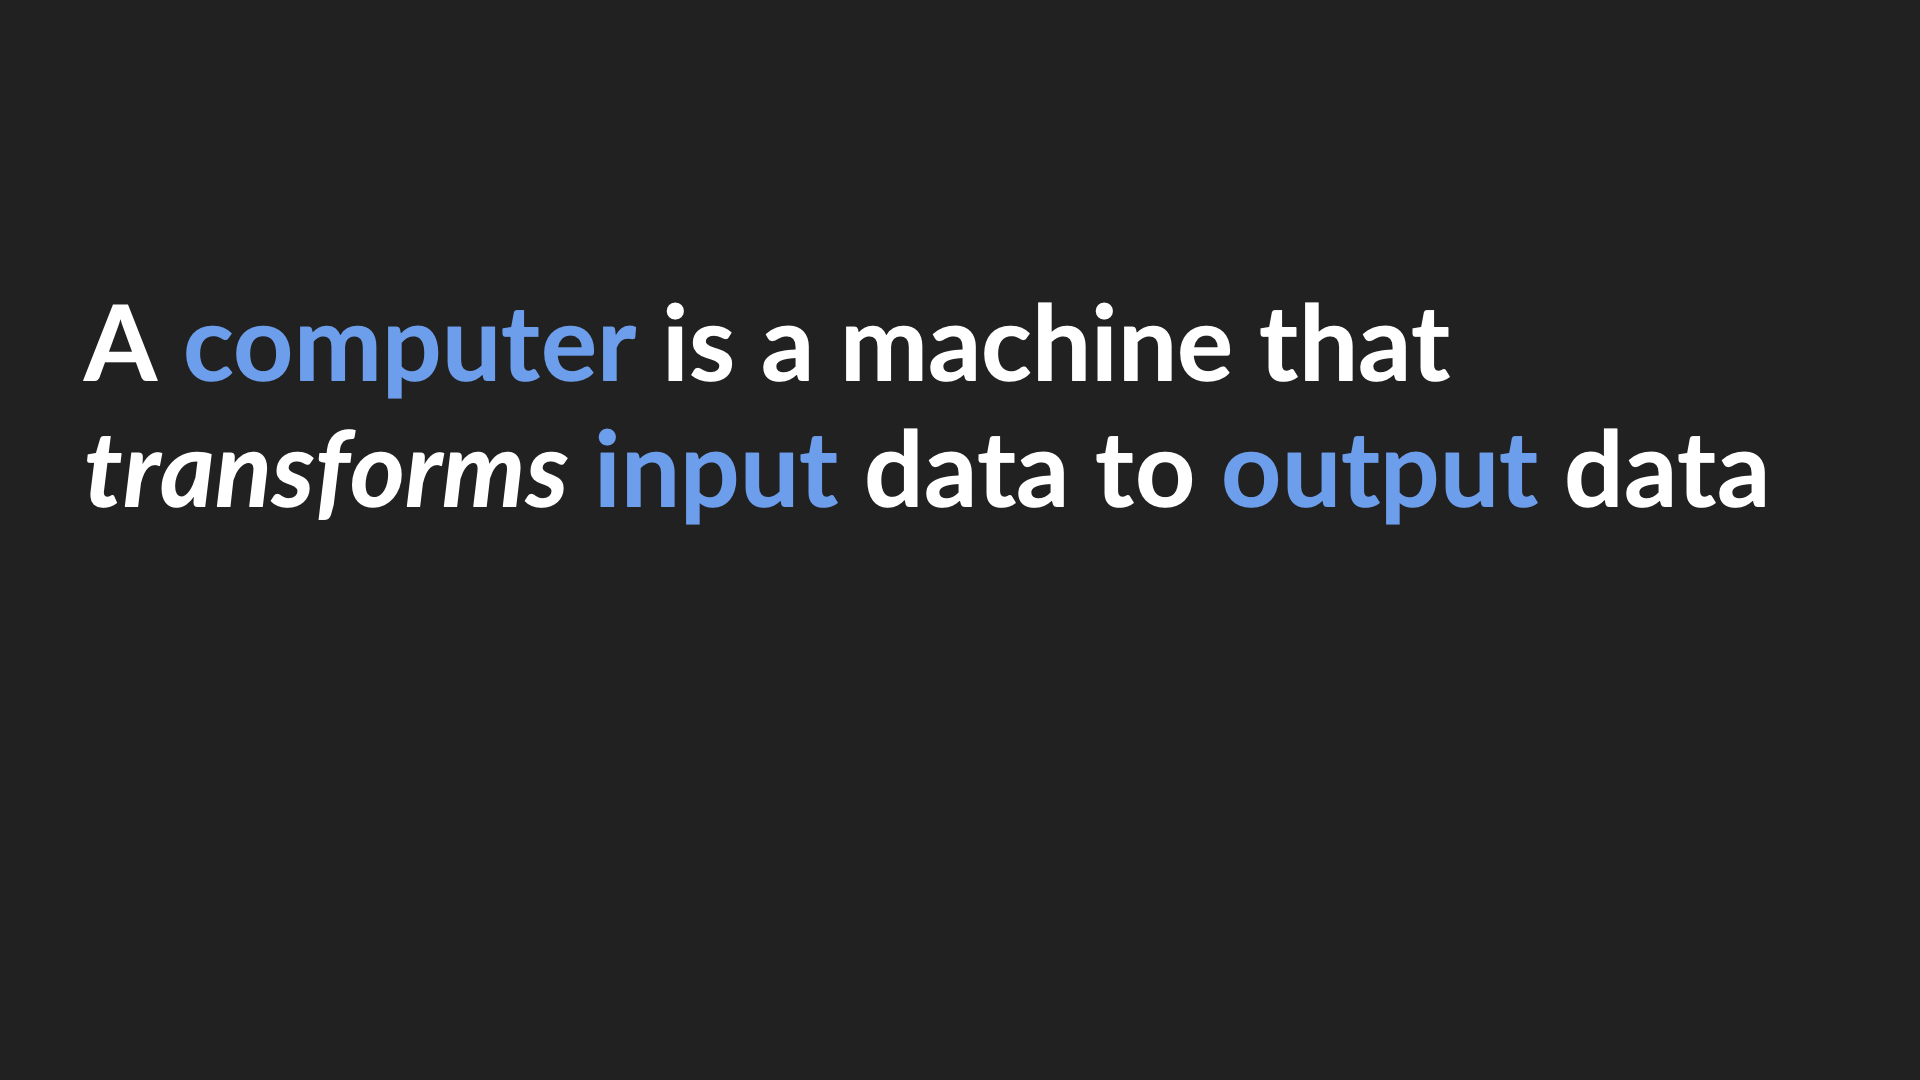 A computer is a machine that
transforms input data to output data